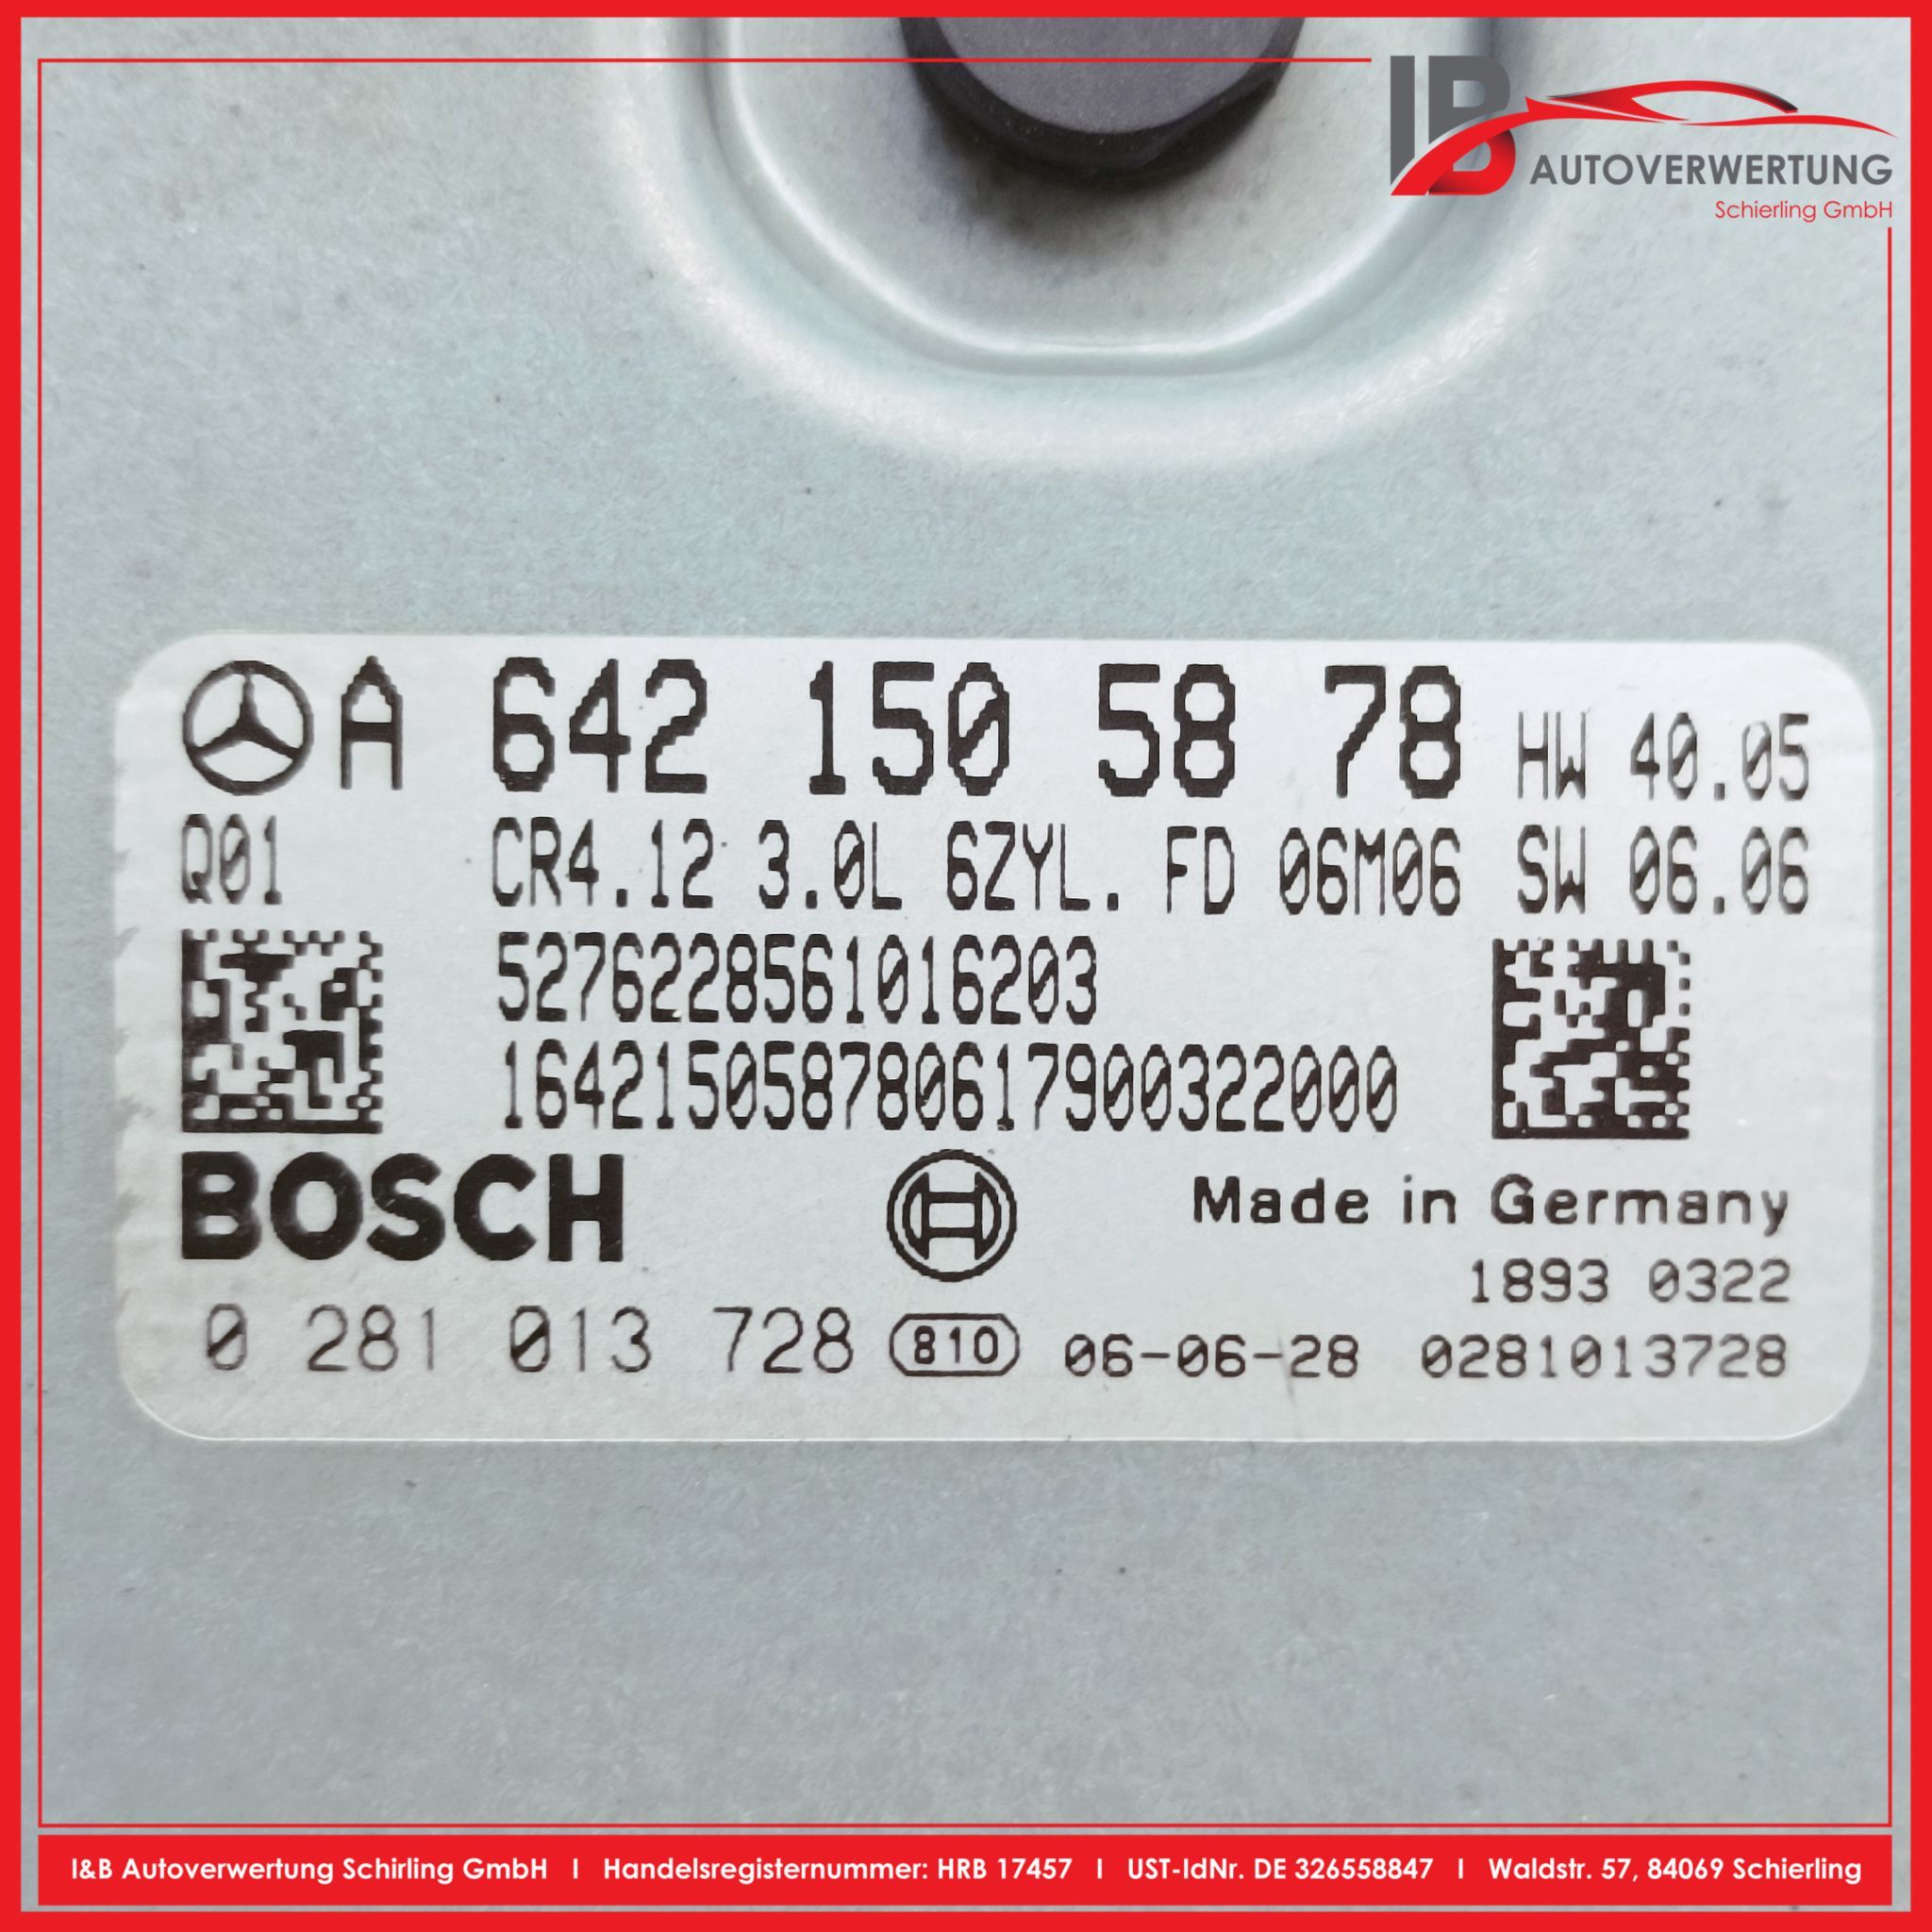 IB AUTOVERWERTUNG
Schierling GmbH
A 642 150 58 78 HW 40.05
Q01 CR4.12 3.0L 6ZYL. FD 06M06 SW 06.06
5276228561016203
1642150587806179003220​00
BOSCH Made in Germany
1893 0322
0 281 013 728 810 06-06-28 0281013728
I&B Autoverwertung Schirling GmbH I Handelsregisternummer: HRB 17457 I UST-IdNr. DE 326558847 I Waldstr. 57, 84069 Schierling